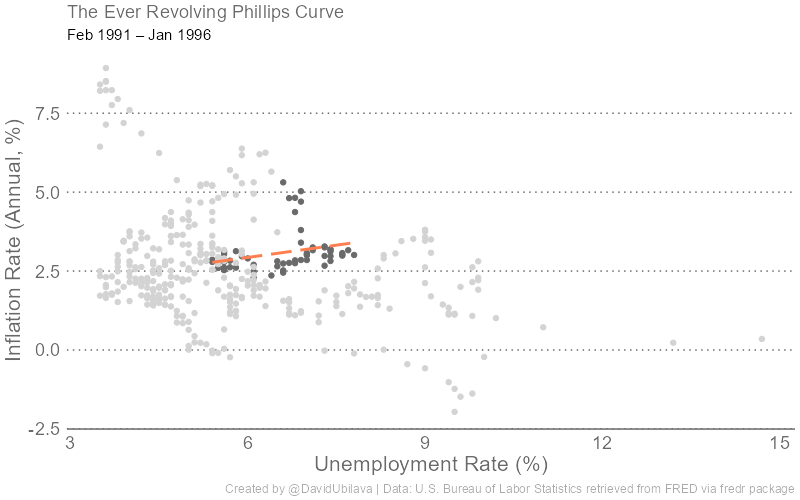 The Ever Revolving Phillips Curve
Feb 1991 – Jan 1996
Inflation Rate (Annual, %)
7.5
5.0
2.5
0.0
-2.5
3 6 9 12 15
Unemployment Rate (%)
Created by @DavidUbilava | Data: U.S. Bureau of Labor Statistics retrieved from FRED via fredr package